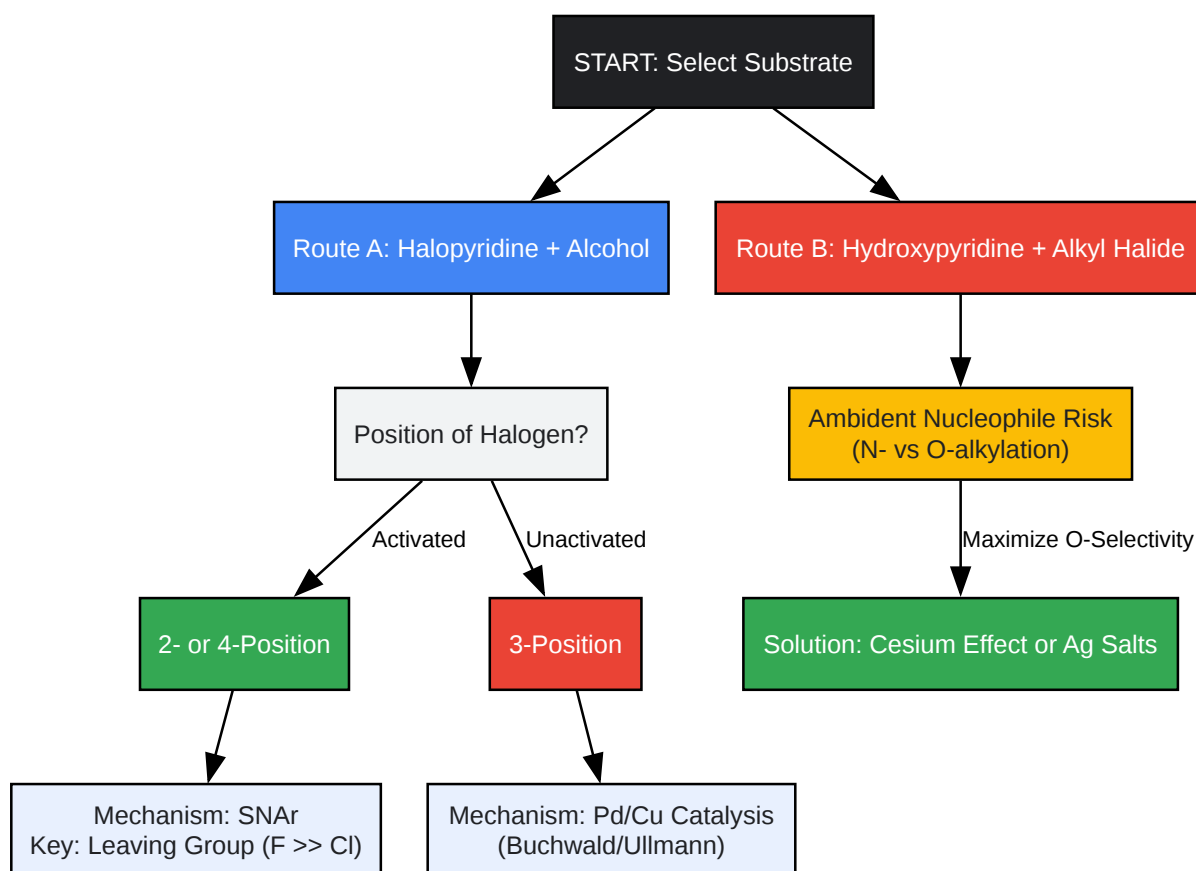 START: Select Substrate
Route A: Halopyridine + Alcohol
Route B: Hydroxypyridine + Alkyl Halide
Position of Halogen?
Ambident Nucleophile Risk
(N- vs O-alkylation)
Activated
Unactivated
Maximize O-Selectivity
2- or 4-Position
3-Position
Solution: Cesium Effect or Ag Salts
Mechanism: SNAr
Key: Leaving Group (F >> Cl)
Mechanism: Pd/Cu Catalysis
(Buchwald/Ullmann)